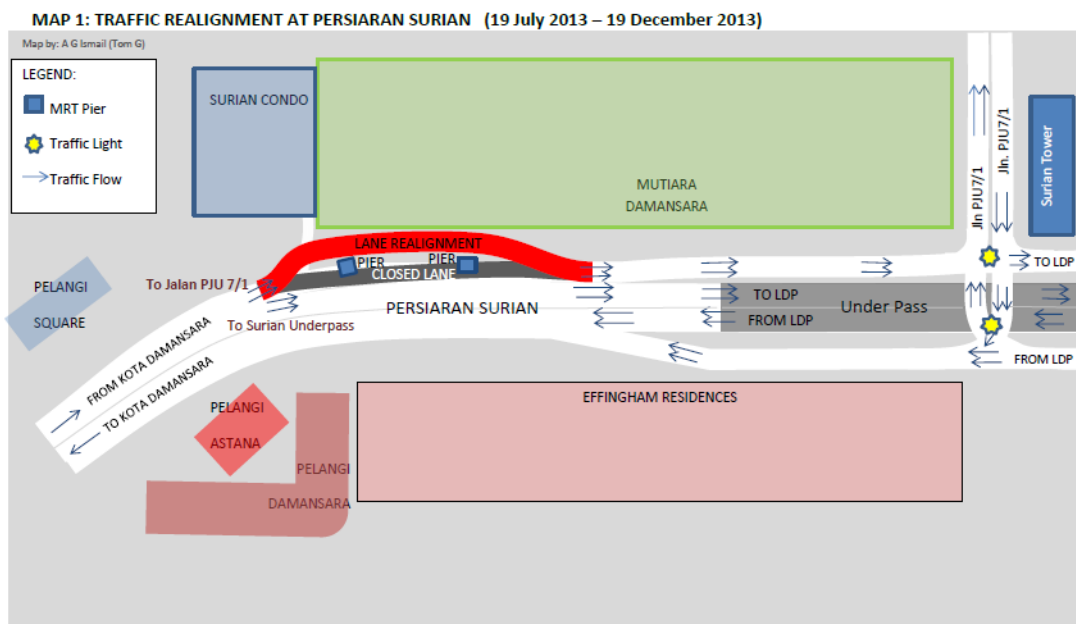 MAP 1: TRAFFIC REALIGNMENT AT PERSIARAN SURIAN (19 July 2013 – 19 December 2013)
Map by: A G Ismail (Tom G)
LEGEND:
MRT Pier
Traffic Light
Traffic Flow
SURIAN CONDO
MUTIARA
DAMANSARA
Jln PJU7/1
Jln. PJU7/1
Surian Tower
LANE REALIGNMENT
PIER
PIER
CLOSED LANE
To Jalan PJU 7/1
TO LDP
PELANGI
SQUARE
PERSIARAN SURIAN
TO LDP
Under Pass
FROM LDP
To Surian Underpass
FROM KOTA DAMANSARA
TO KOTA DAMANSARA
FROM LDP
PELANGI
ASTANA
EFFINGHAM RESIDENCES
PELANGI
DAMANSARA